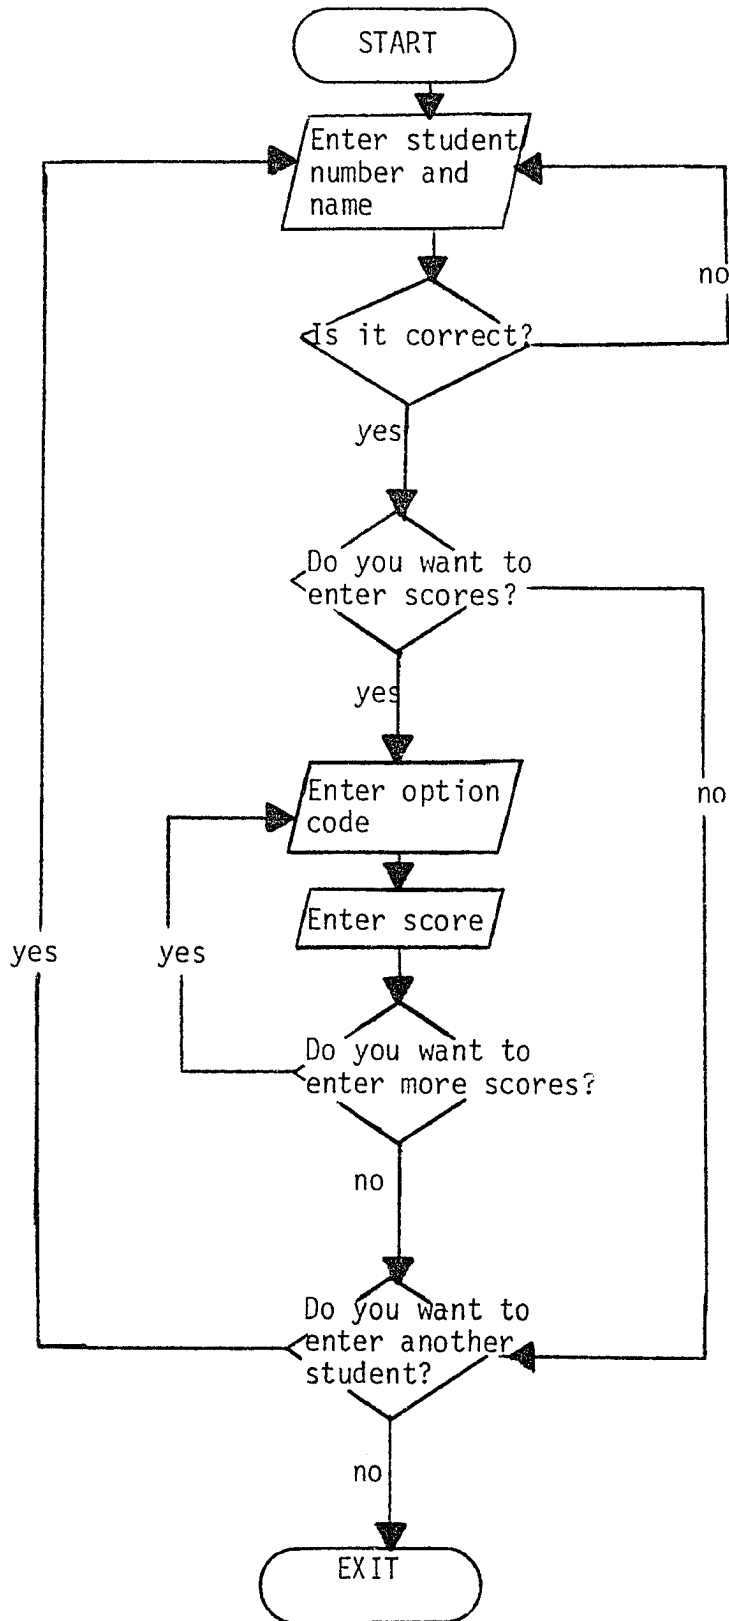 START
Enter student
number and
name
no
Is it correct?
yes
Do you want to
enter scores?
yes
Enter option
code
no
Enter score
yes
yes
Do you want to
enter more scores?
no
Do you want to
enter another
student?
no
EXIT